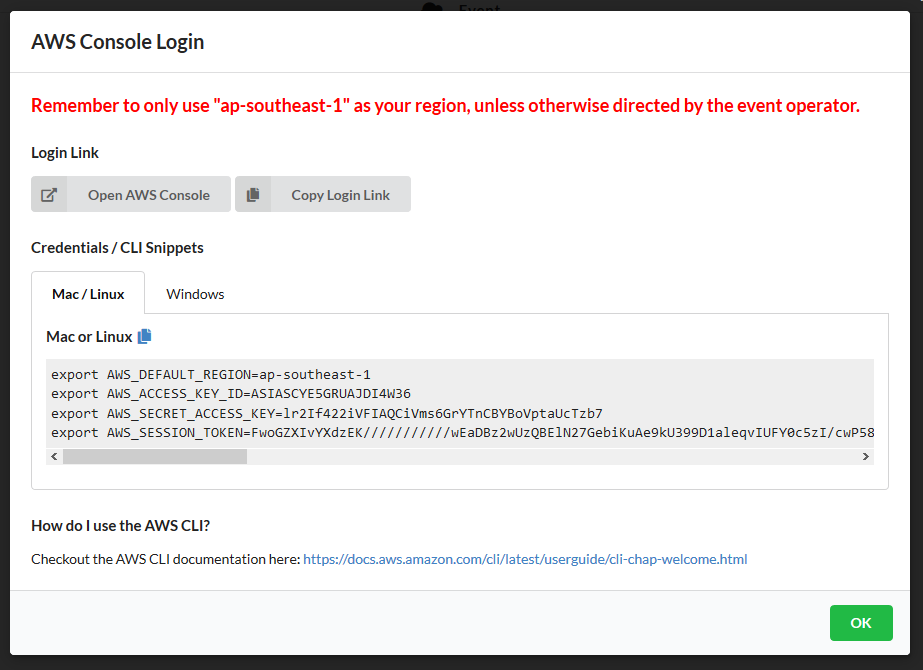 Event
AWS Console Login
Remember to only use "ap-southeast-1" as your region, unless otherwise directed by the event operator.
Login Link
Open AWS Console
Copy Login Link
Credentials / CLI Snippets
Mac / Linux
Windows
Mac or Linux
export AWS_DEFAULT_REGION=ap-southeast-1
export AWS_ACCESS_KEY_ID=ASIASCYE5GRUAJDI4W36
export AWS_SECRET_ACCESS_KEY=lr2If422iVFIAQCiVms6GrYTnCBYBoVptaUcTzb7
export AWS_SESSION_TOKEN=FwoGZXIvYXdzEK///////////wEaDBz2wUzQBElN27GebiKuAe9kU399D1aleqvIUFY0c5zI/cwP58
How do I use the AWS CLI?
Checkout the AWS CLI documentation here: https://docs.aws.amazon.com/cli/latest/userguide/cli-chap-welcome.html
OK